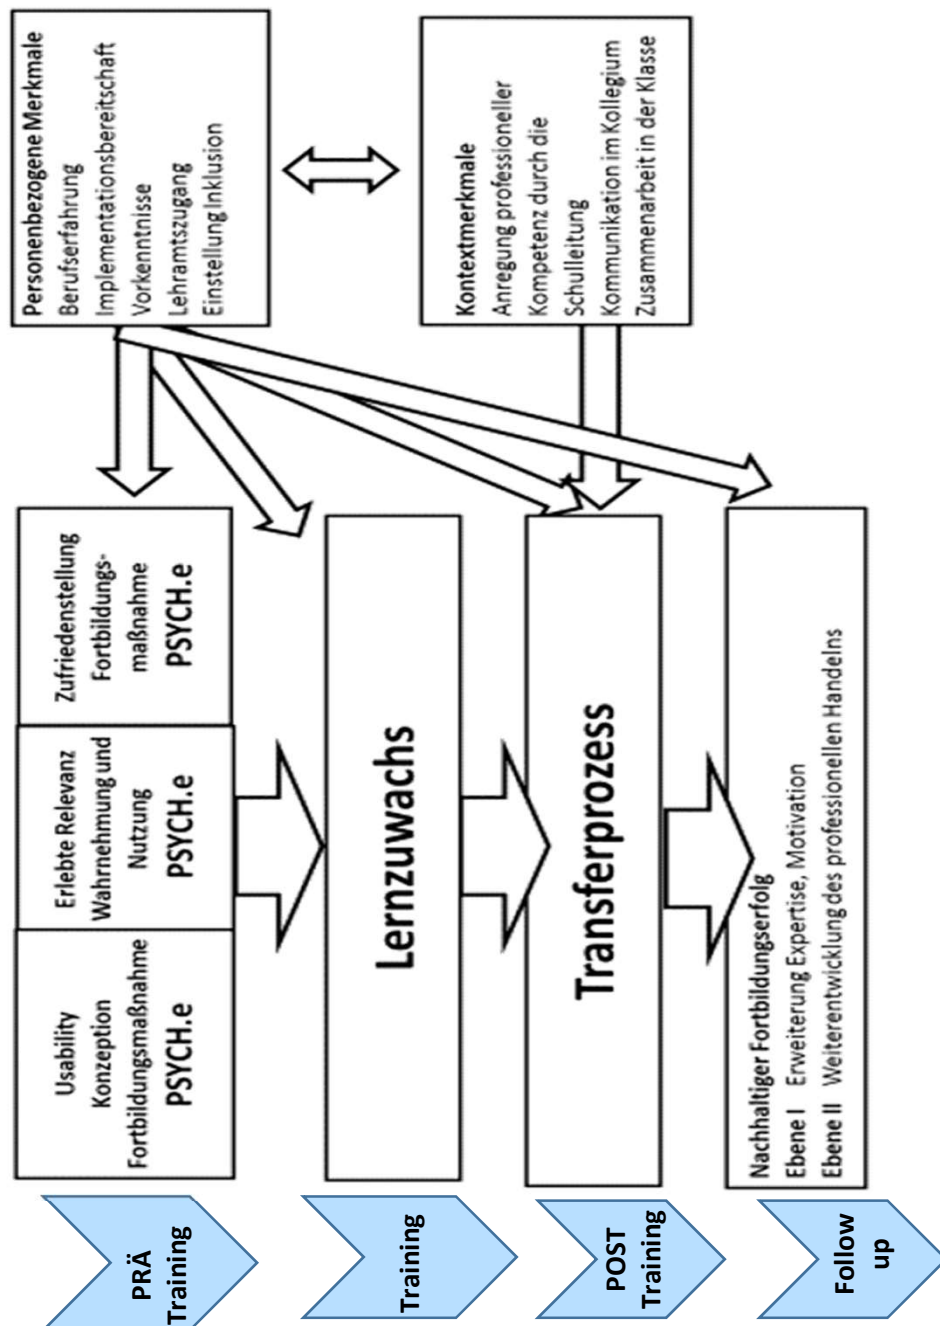 PRÄ
Training
Training
POST
Training
Follow
up
Usability
Konzeption
Fortbildungsmaßnahme
PSYCH.e
Erlebte Relevanz
Wahrnehmung und
Nutzung
PSYCH.e
Zufriedenstellung
Fortbildungs-
maßnahme
PSYCH.e
Lernzuwachs
Transferprozess
Nachhaltiger Fortbildungserfolg
Ebene I Erweiterung Expertise, Motivation
Ebene II Weiterentwicklung des professionellen Handelns
Personenbezogene Merkmale
Berufserfahrung
Implementationsbereitschaft
Vorkenntnisse
Lehramtszugang
Einstellung Inklusion
Kontextmerkmale
Anregung professioneller
Kompetenz durch die
Schulleitung
Kommunikation im Kollegium
Zusammenarbeit in der Klasse